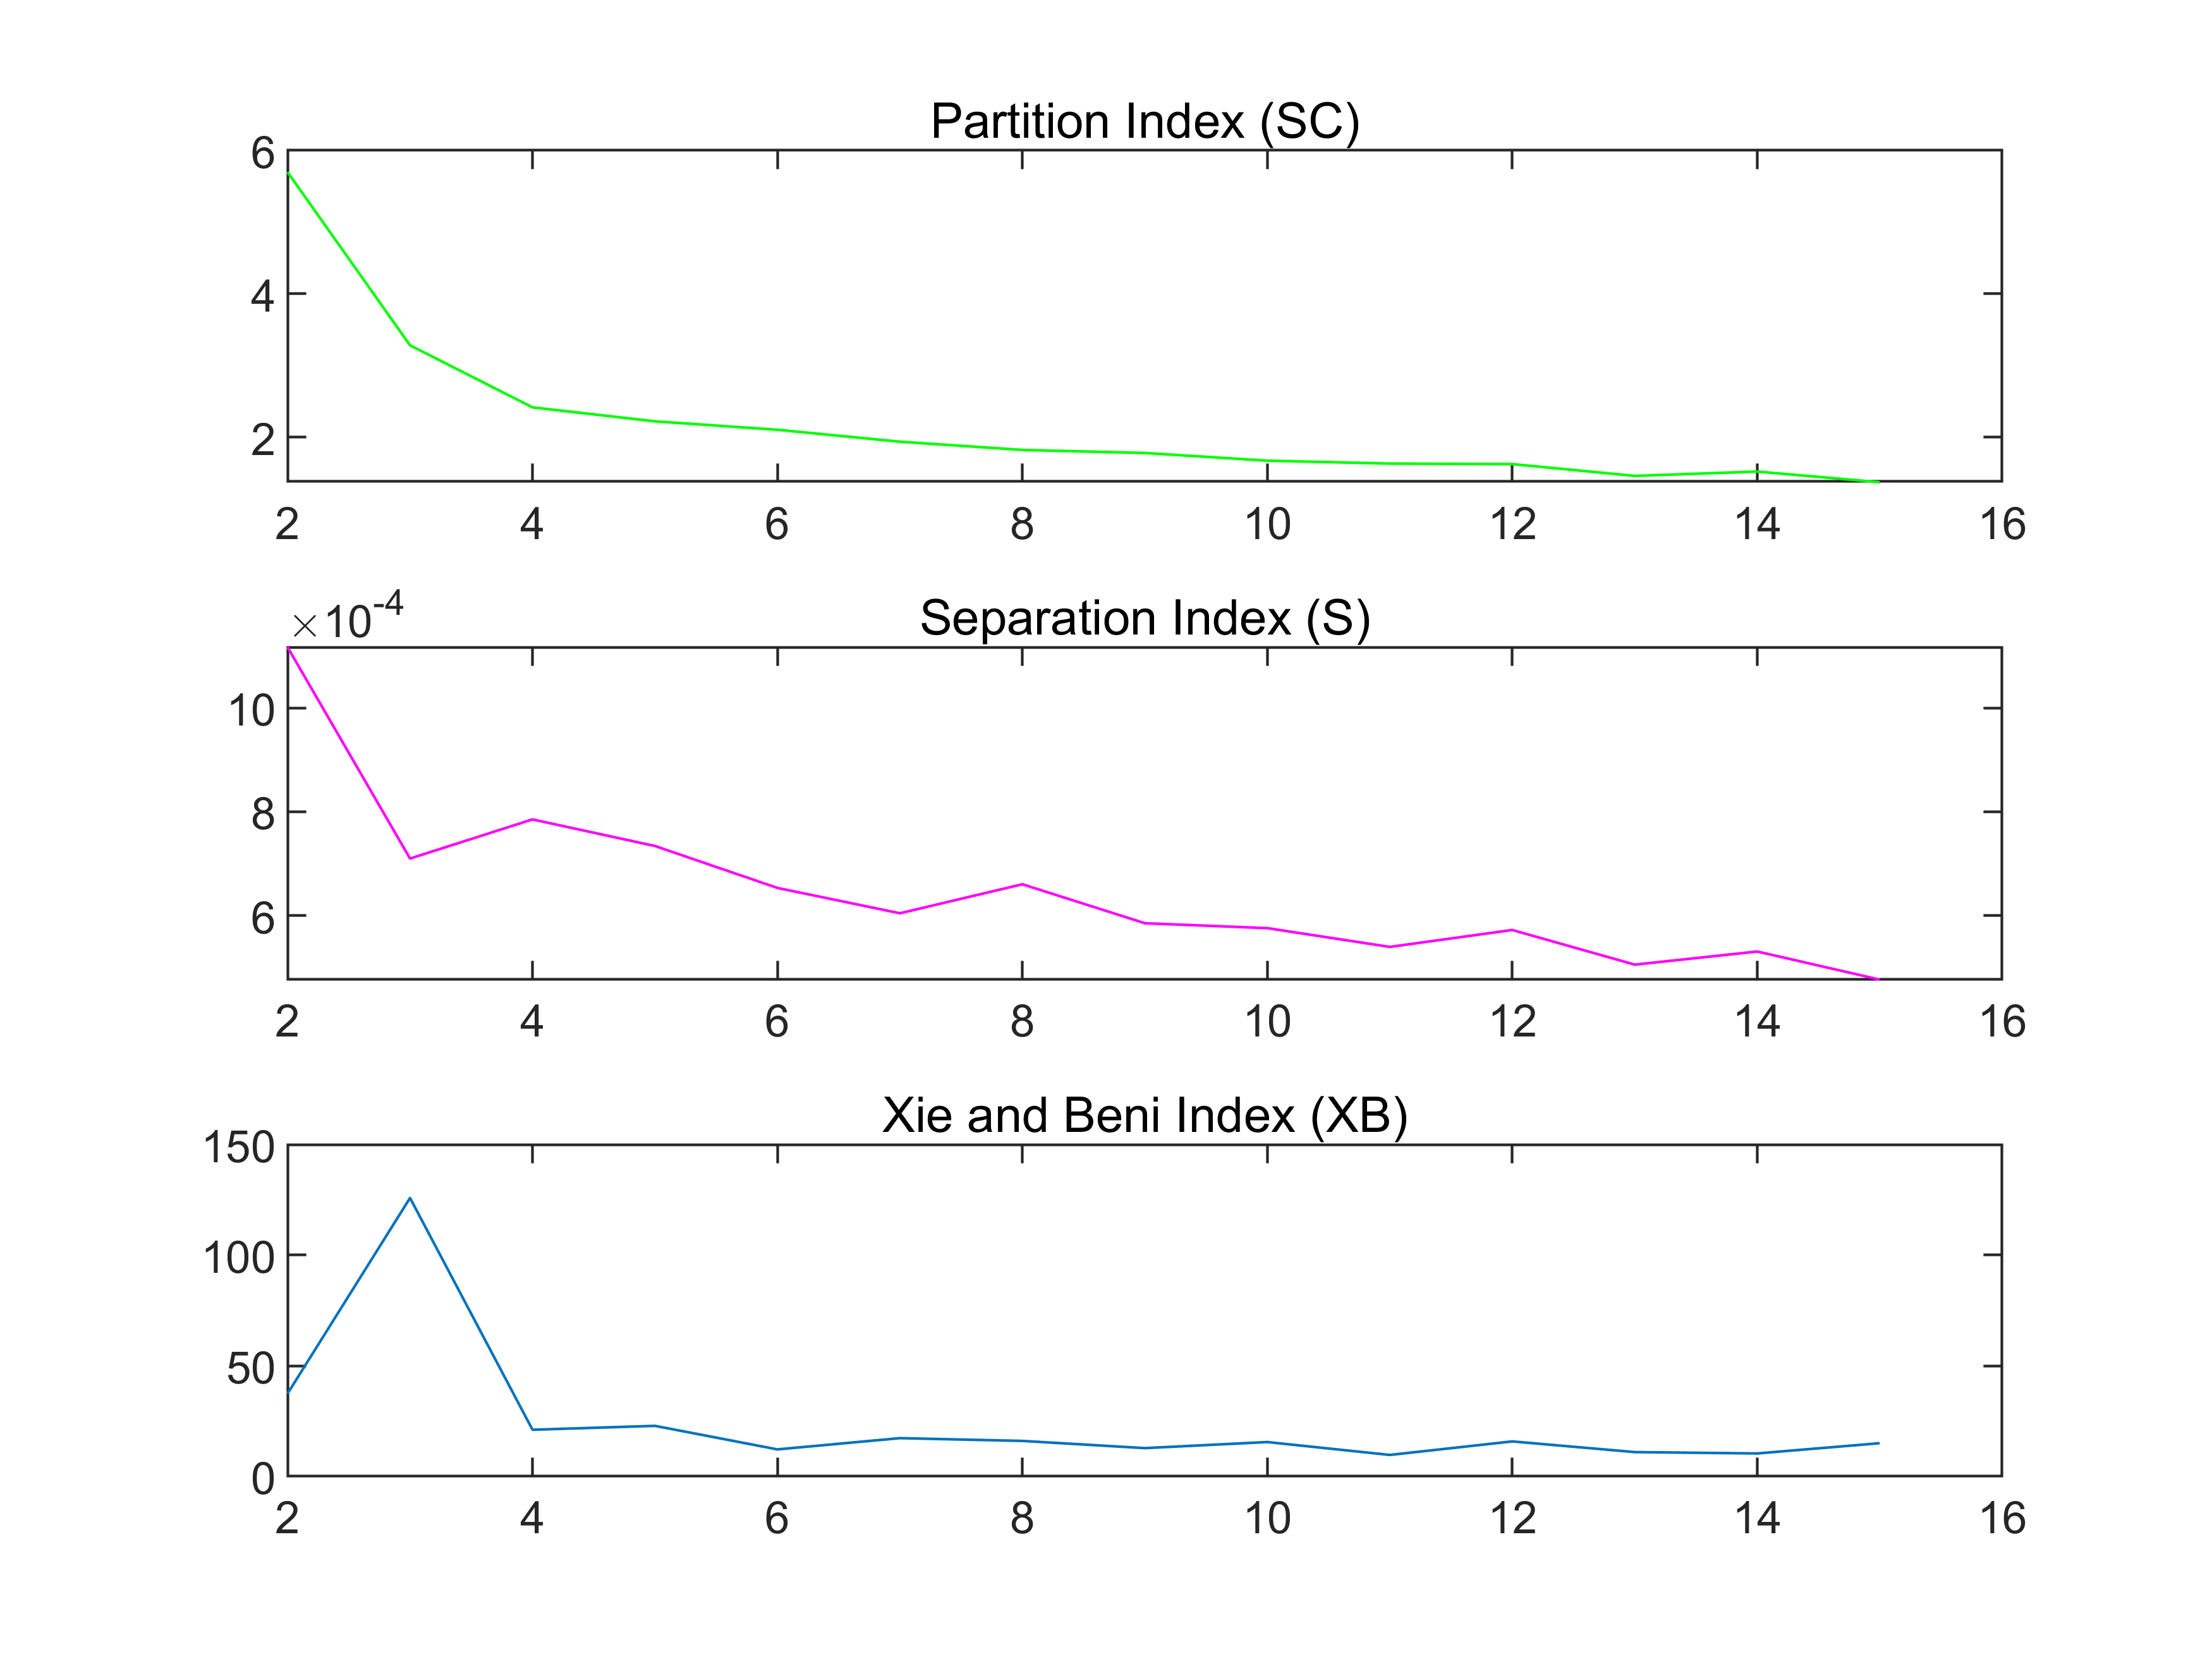 Partition Index (SC)
6
4
2
2 4 6 8 10 12 14 16
×10-4
Separation Index (S)
10
8
6
2 4 6 8 10 12 14 16
Xie and Beni Index (XB)
150
100
50
0
2 4 6 8 10 12 14 16